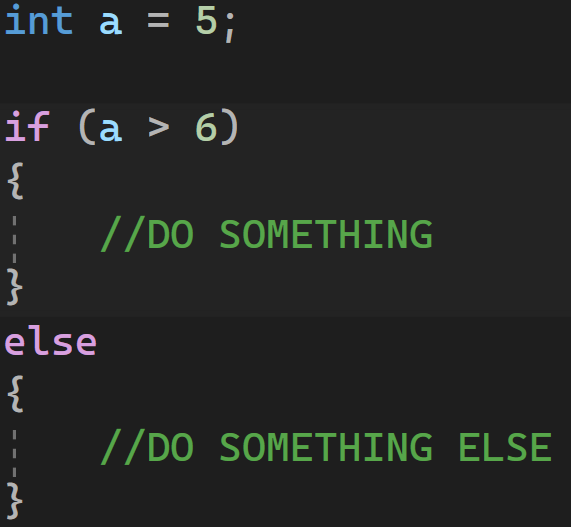 int a = 5;
if (a > 6)
{
//DO SOMETHING
}
else
{
//DO SOMETHING ELSE
}